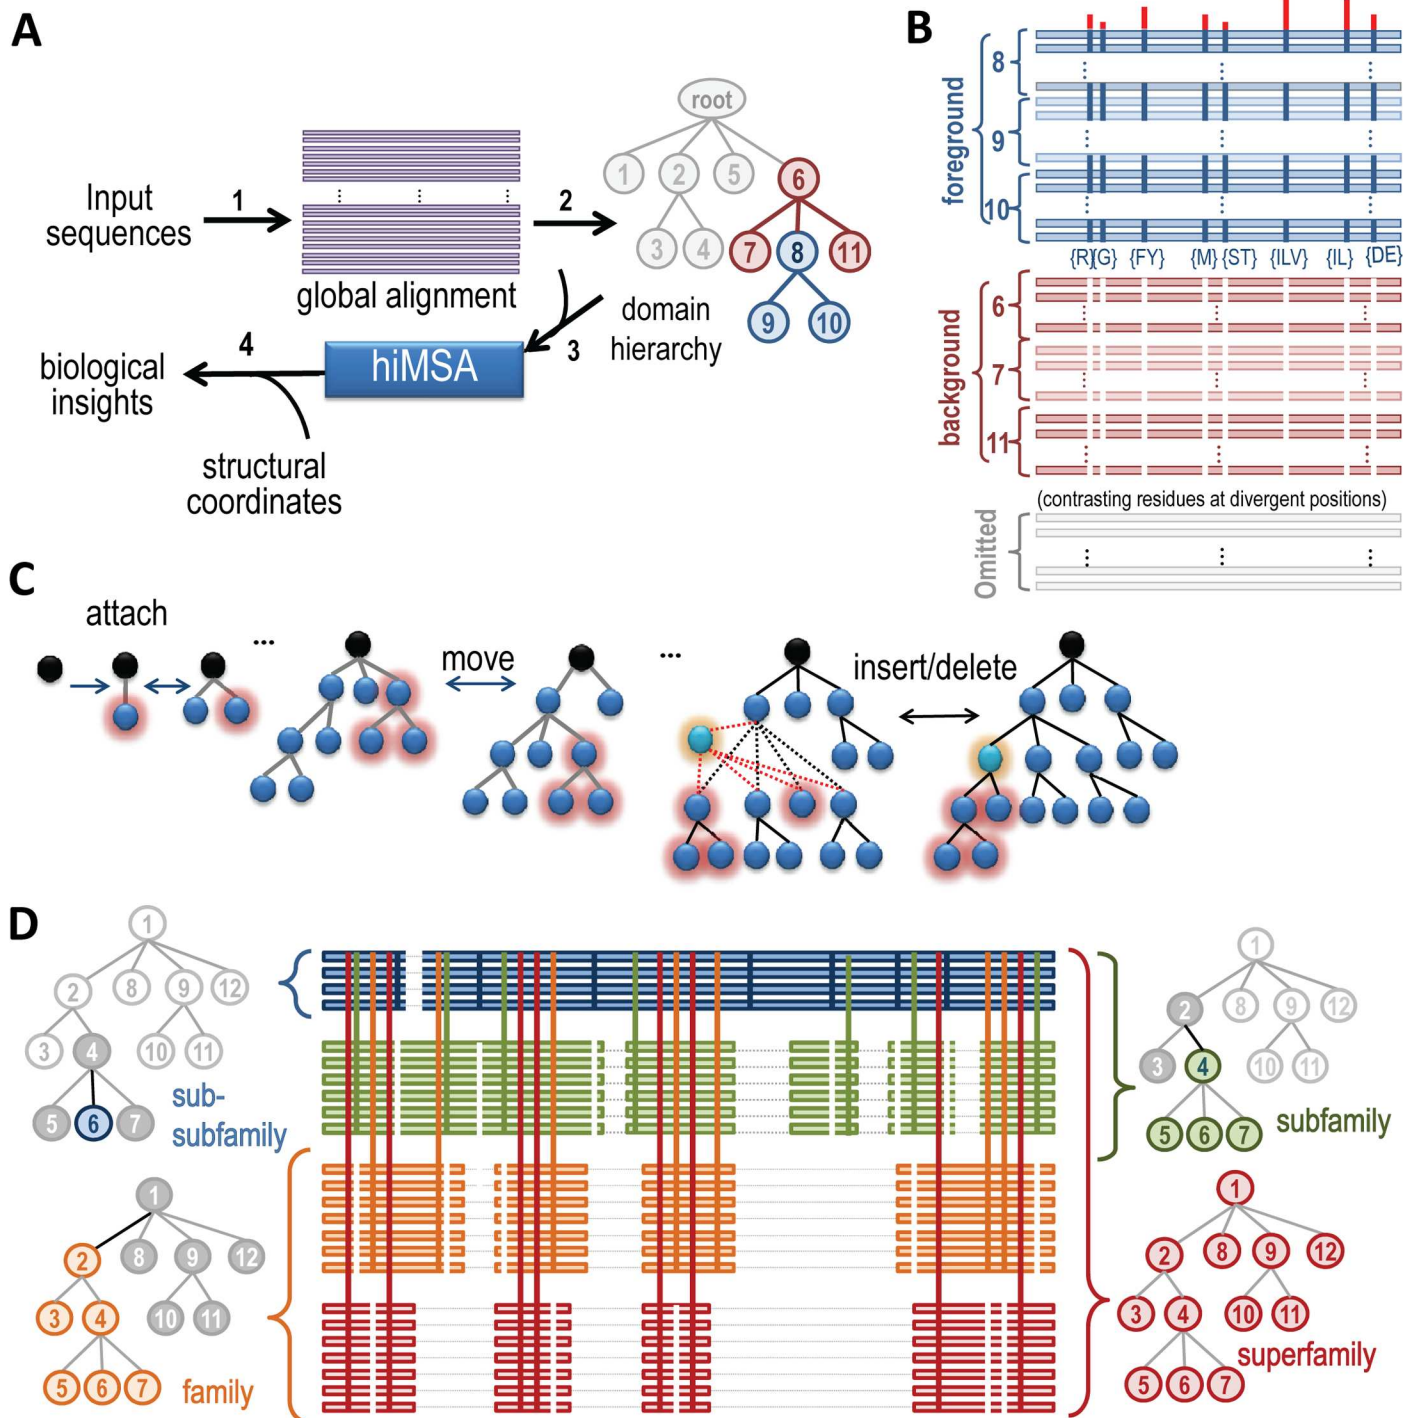 A
Input
sequences
1
global alignment
2
root
1
2
5
6
3
4
7
8
11
9
10
domain
hierarchy
3
hiMSA
4
biological
insights
structural
coordinates
B
foreground
8
9
10
{R}{G} {FY} {M} {ST} {ILV} {IL} {DE}
background
6
7
11
(contrasting residues at divergent positions)
Omitted
C
attach
...
move
...
insert/delete
D
1
2
8
9
12
3
4
10
11
5
6
7
sub-
subfamily
1
2
8
9
12
3
4
10
11
5
6
7
family
1
2
8
9
12
3
4
10
11
5
6
7
subfamily
1
2
8
9
12
3
4
10
11
5
6
7
superfamily